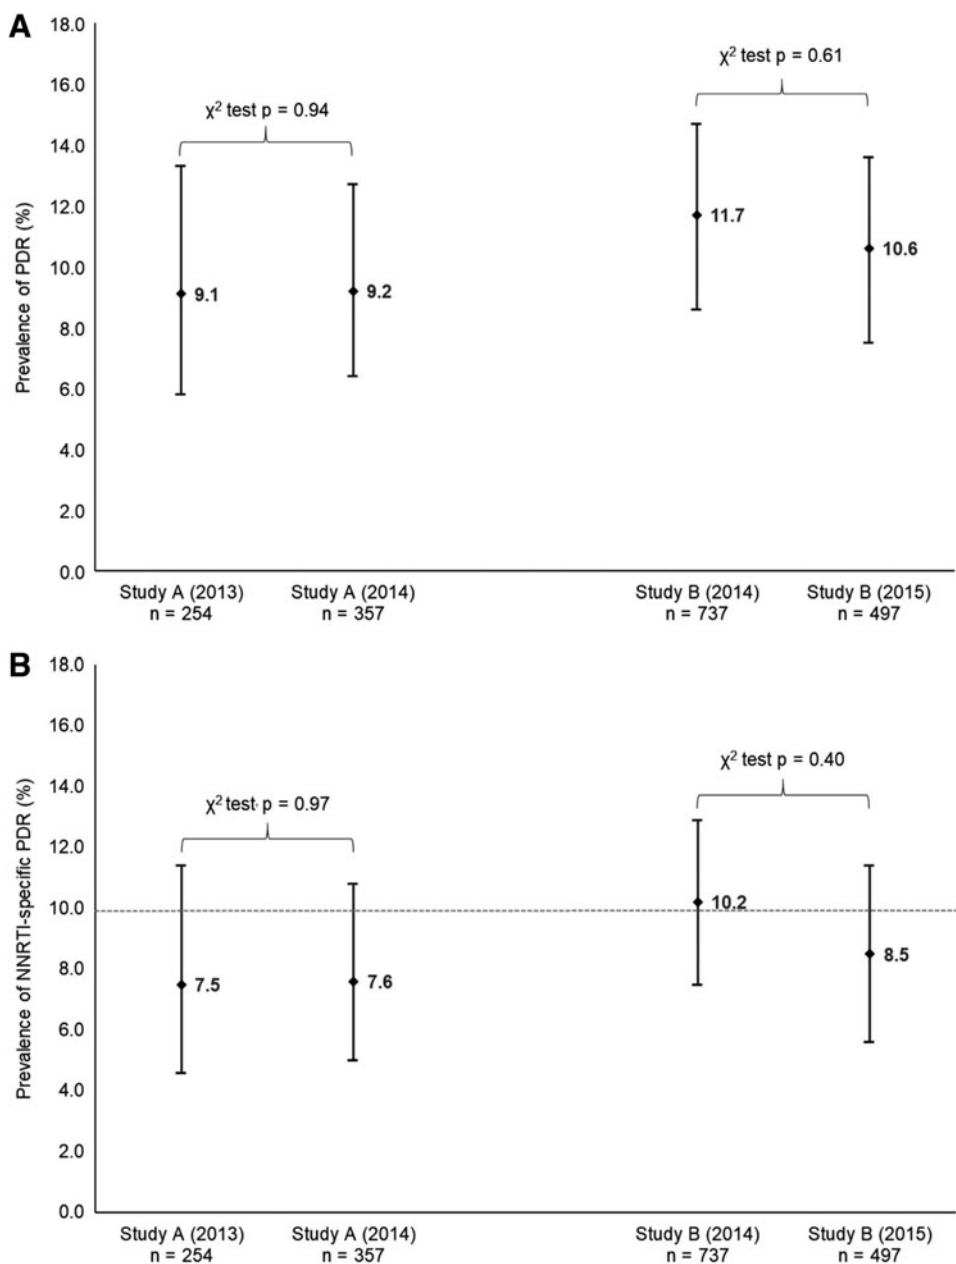 A
18.0
16.0
14.0
12.0
10.0
8.0
6.0
4.0
2.0
0.0
Prevalence of PDR (%)
χ² test p = 0.94
χ² test p = 0.61
9.1
9.2
11.7
10.6
Study A (2013)
n = 254
Study A (2014)
n = 357
Study B (2014)
n = 737
Study B (2015)
n = 497
B
18.0
16.0
14.0
12.0
10.0
8.0
6.0
4.0
2.0
0.0
Prevalence of NNRTI-specific PDR (%)
χ² test p = 0.97
χ² test p = 0.40
7.5
7.6
10.2
8.5
Study A (2013)
n = 254
Study A (2014)
n = 357
Study B (2014)
n = 737
Study B (2015)
n = 497